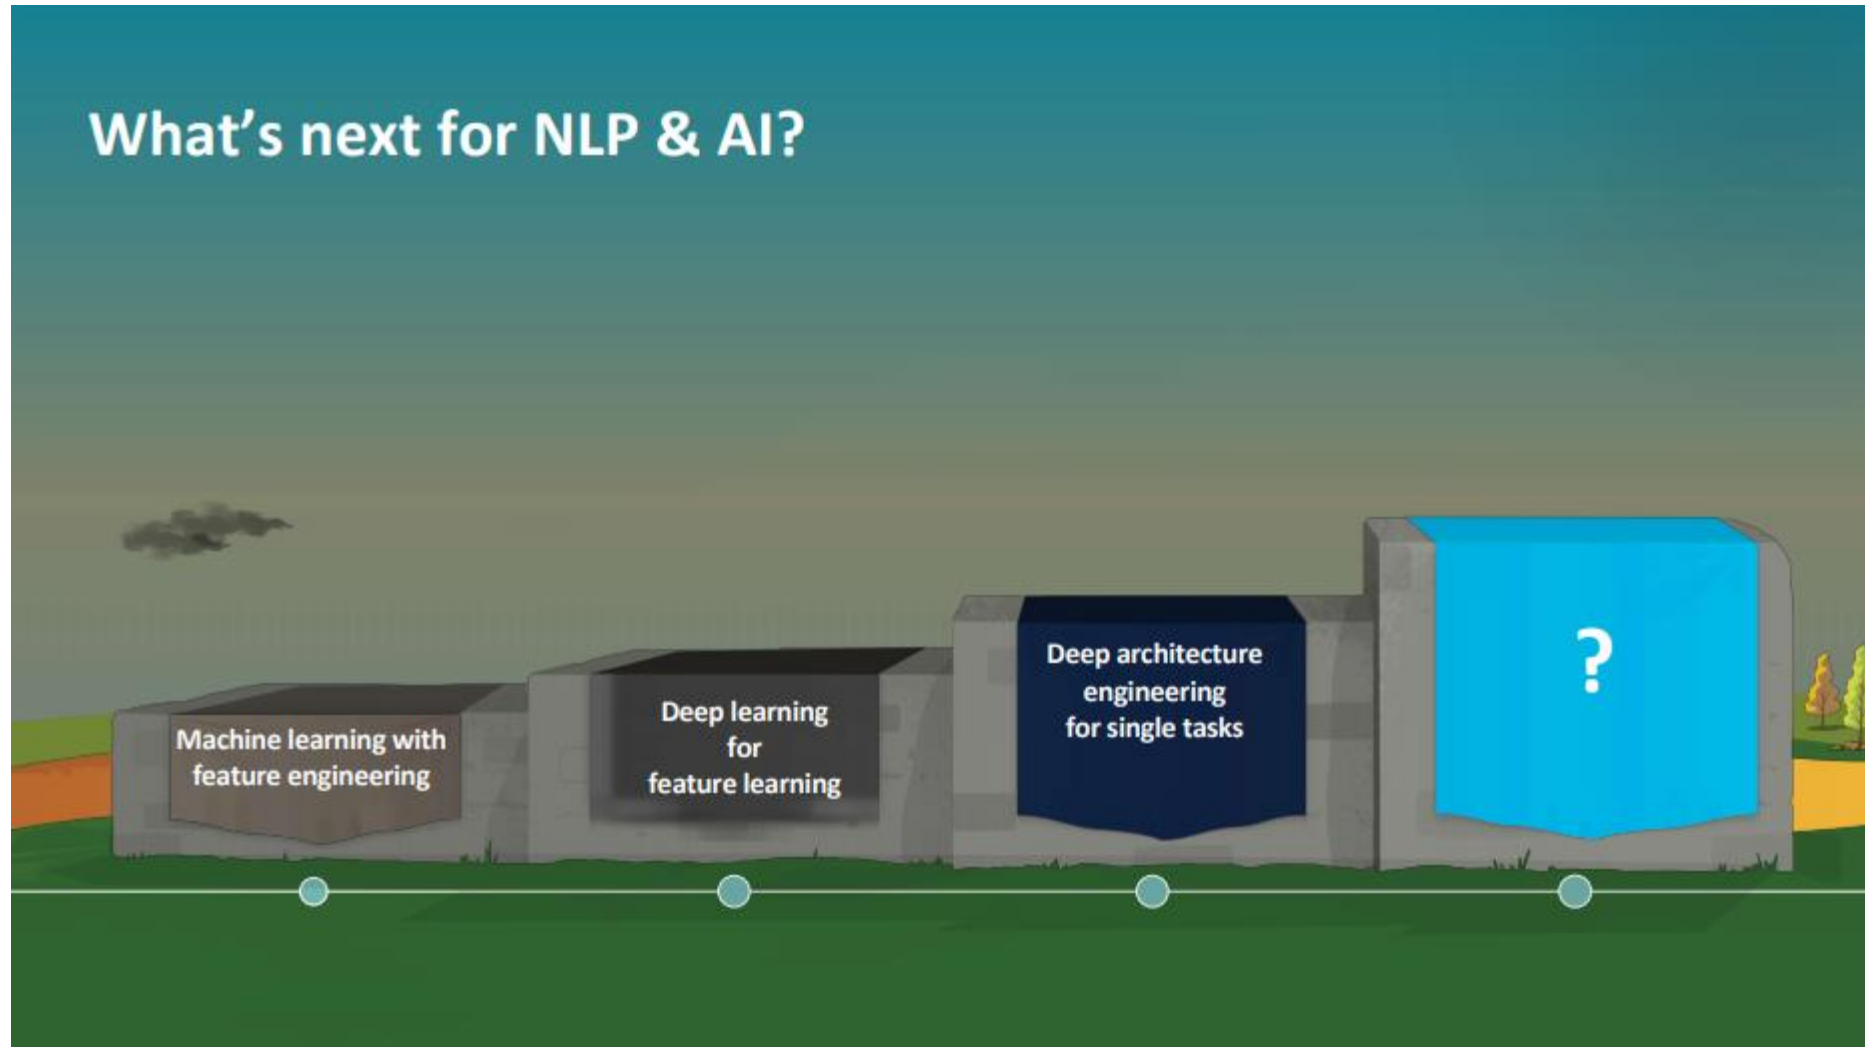 What’s next for NLP & AI?
Machine learning with
feature engineering
Deep learning
for
feature learning
Deep architecture
engineering
for single tasks
?